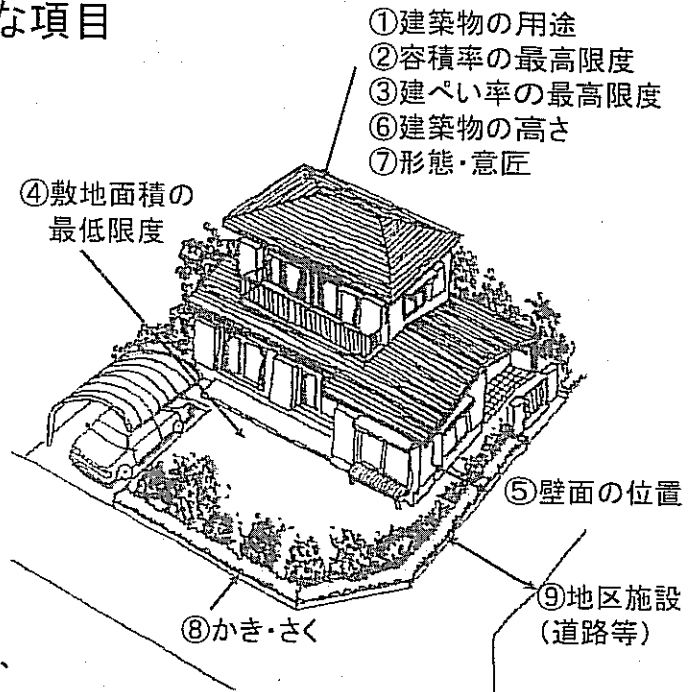 な項目
①建築物の用途
②容積率の最高限度
③建ぺい率の最高限度
⑥建築物の高さ
⑦形態・意匠
④敷地面積の
最低限度
⑤壁面の位置
⑨地区施設
(道路等)
⑧かき・さく
、